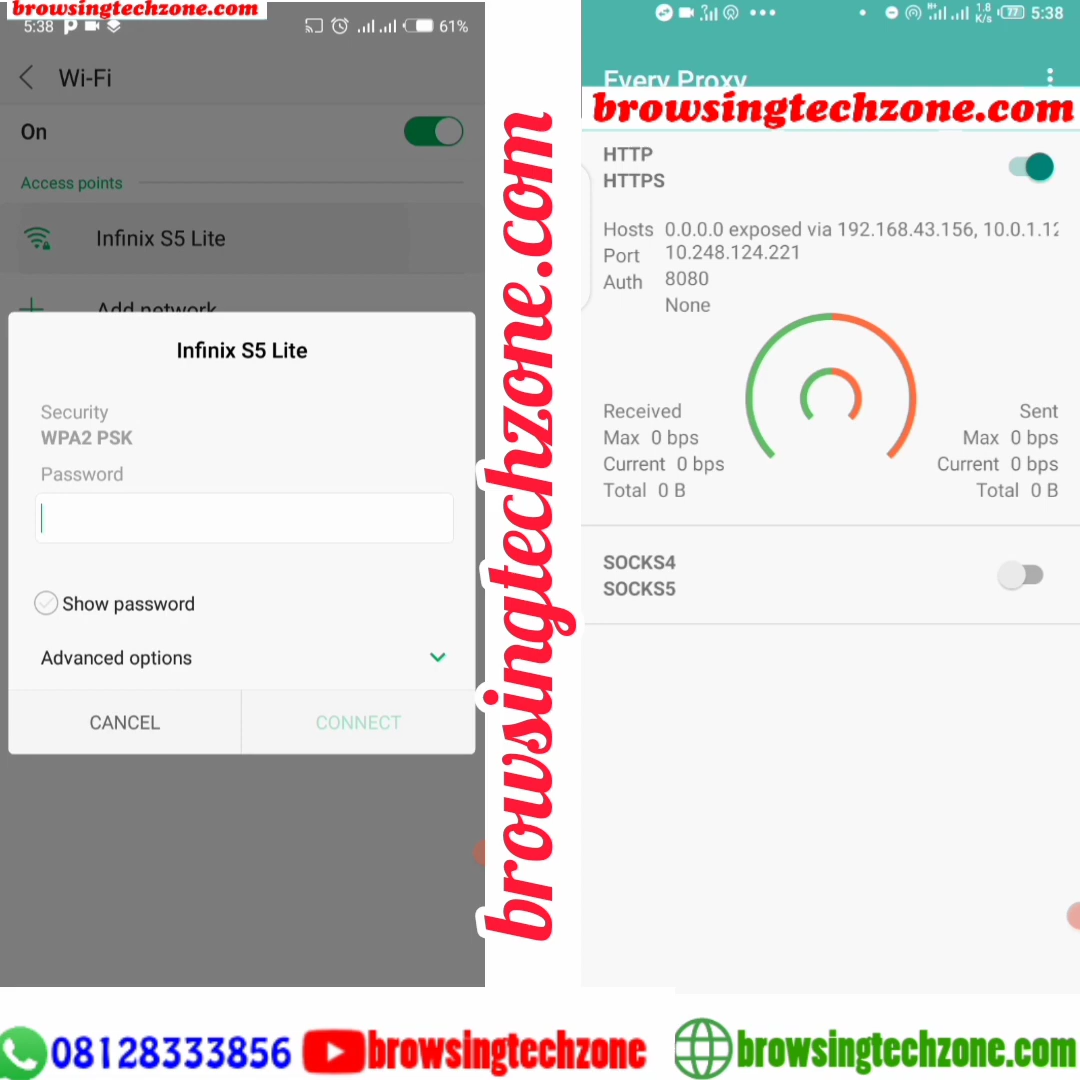 browsingtechzone.com
5:38
61%
Wi-Fi
On
Access points
Infinix S5 Lite
Add network
Infinix S5 Lite
Security
WPA2 PSK
Password
Show password
Advanced options
CANCEL
CONNECT
browsingtechzone.com
1.8
K/s
77
5:38
Every Proxy
browsingtechzone.com
HTTP
HTTPS
Hosts 0.0.0.0 exposed via 192.168.43.156, 10.0.1.12
10.248.124.221
Port 8080
Auth None
Received
Max 0 bps
Current 0 bps
Total 0 B
Sent
Max 0 bps
Current 0 bps
Total 0 B
SOCKS4
SOCKS5
08128333856
browsingtechzone
browsingtechzone.com